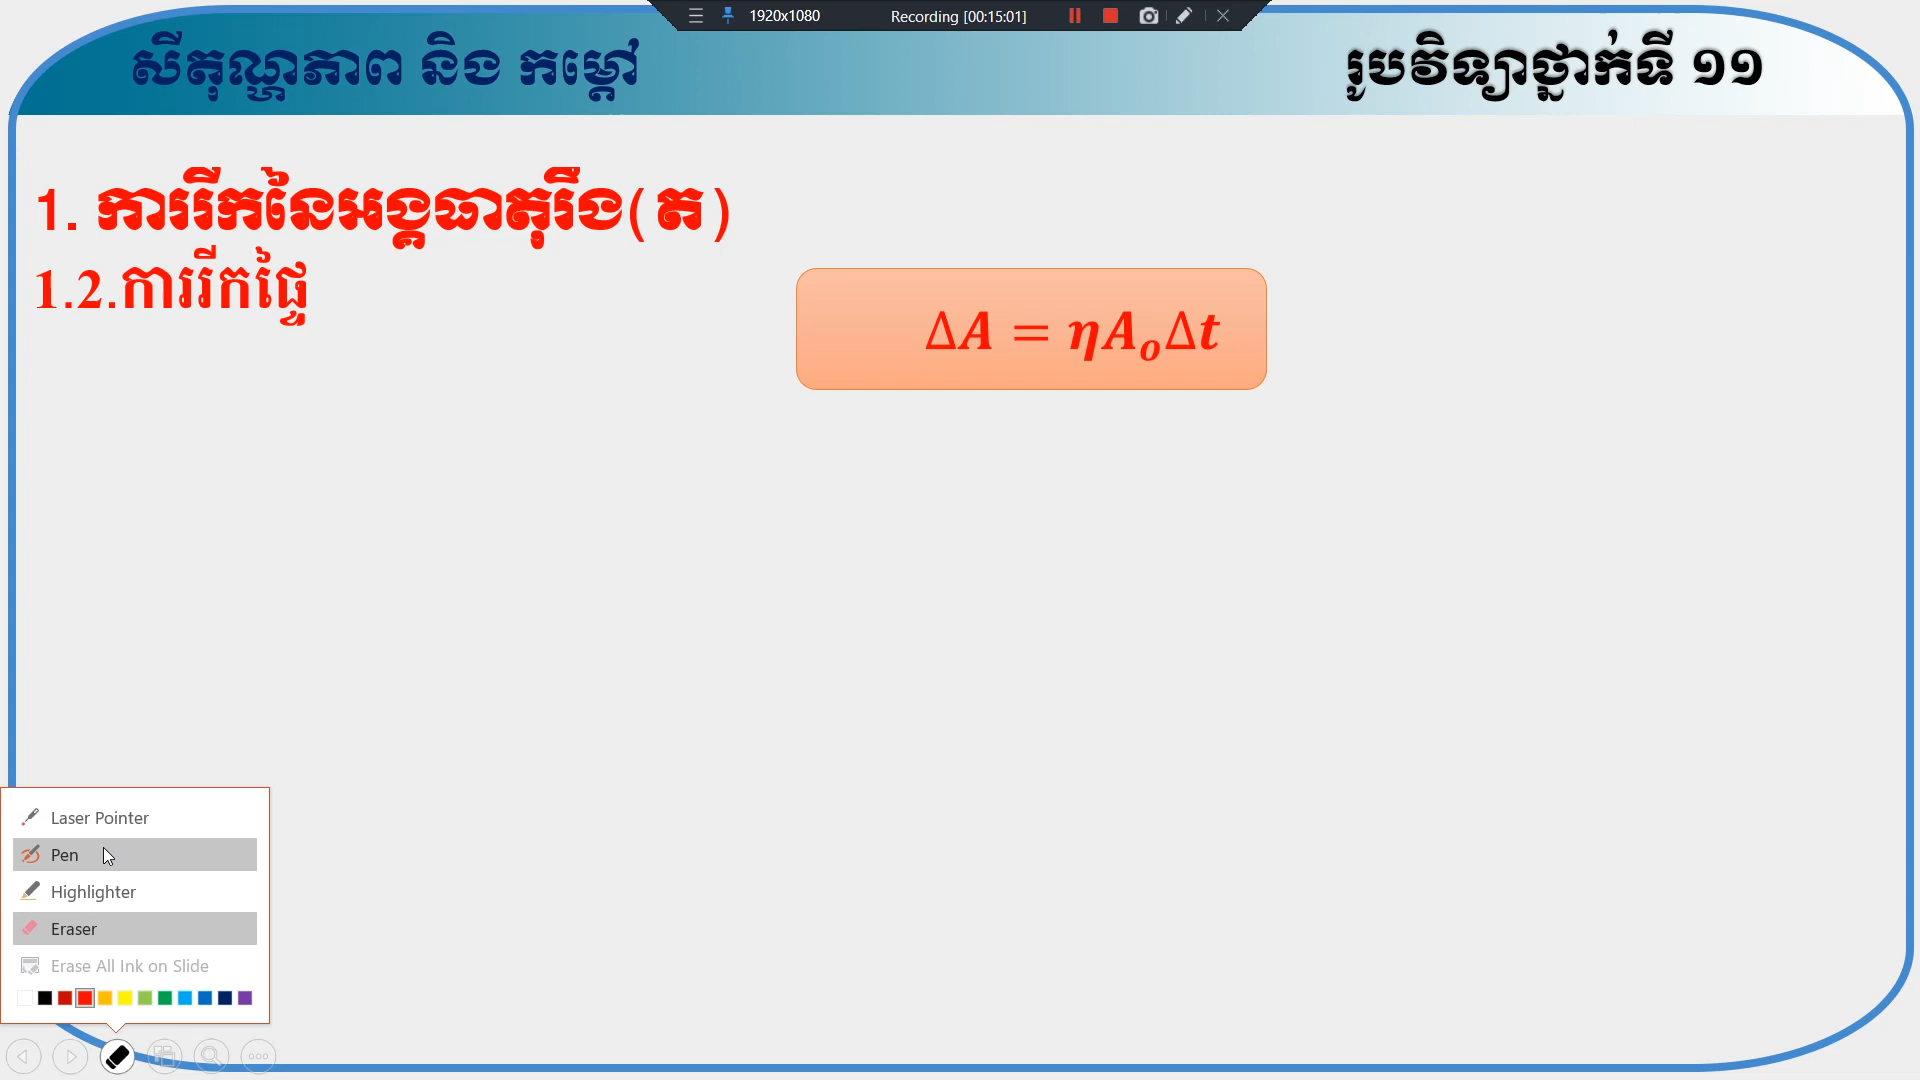 1920x1080 Recording [00:15:01]
សីតុណ្ហភាព និង កម្ដៅ
រូបវិទ្យាថ្នាក់ទី ១១
1. ការរីកនៃអង្គធាតុរឹង(ត)
1.2.ការរីកផ្ទៃ
ΔA = ηAₒΔt
Laser Pointer
Pen
Highlighter
Eraser
Erase All Ink on Slide